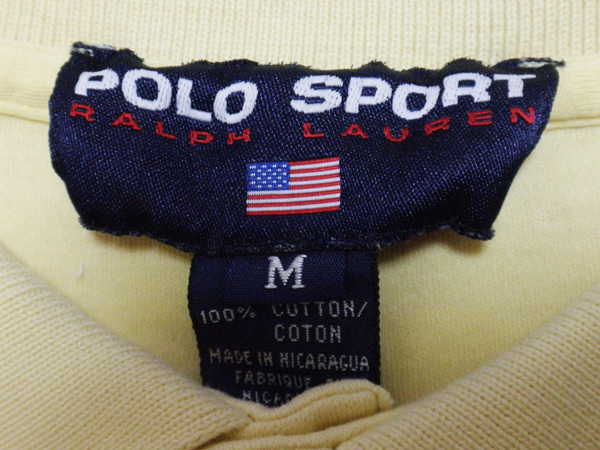 POLO SPORT
RALPH LAUREN
M
100% COTTON/
COTON
MADE IN NICARAGUA
FABRIQUE